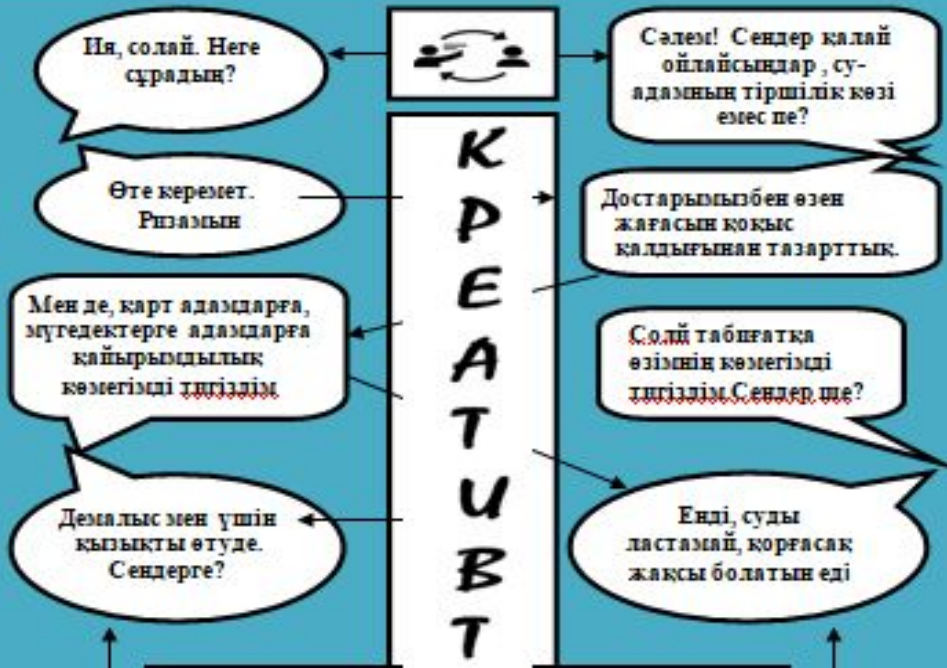 Ия, солай. Неге
сұрадың?
Сәлем! Сендер қалай
ойлайсыңдар , су-
адамның тіршілік көзі
емес пе?
Өте керемет.
Ризамын
Достарымызбен өзен
жағасын қоқыс
қалдығынан тазарттық.
Мен де, қарт адамдарға,
мүгедектерге адамдарға
қайырымдылық
көмегімді тигіздім
Солй табиғатқа
өзімнің көмегімді
тигіздім.Сендер ше?
Демалыс мен үшін
қызықты өтуде.
Сендерге?
Енді, суды
ластамай, қорғасақ
жақсы болатын еді
К
Р
Е
А
Т
И
В
Т